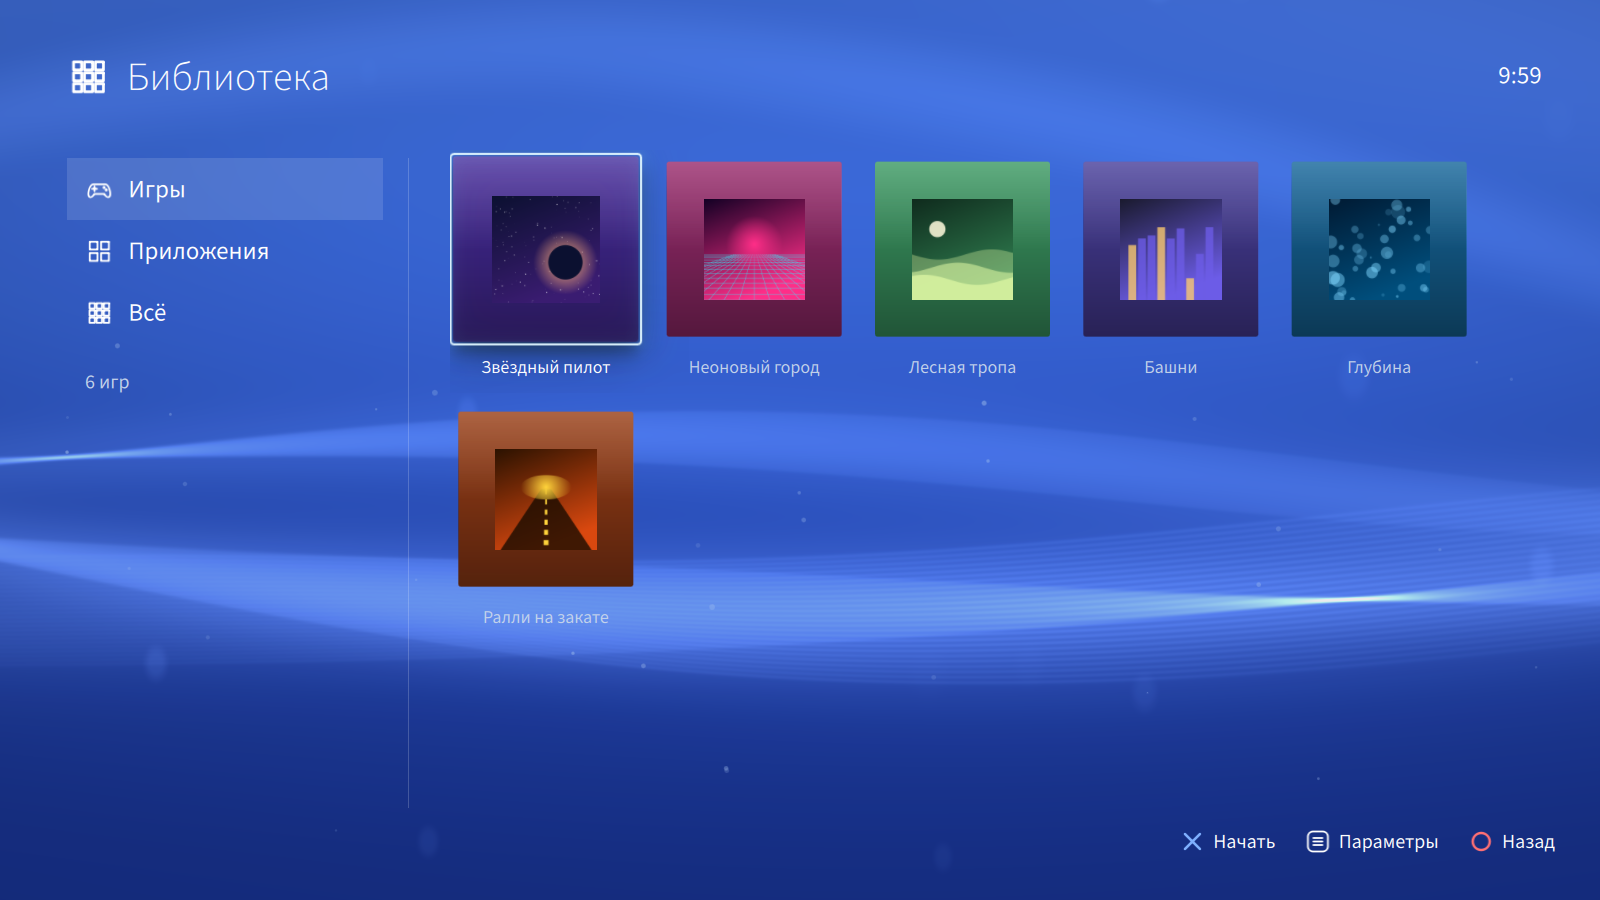 Библиотека
9:59
Игры
Приложения
Всё
6 игр
Звёздный пилот
Неоновый город
Лесная тропа
Башни
Глубина
Ралли на закате
Начать
Параметры
Назад